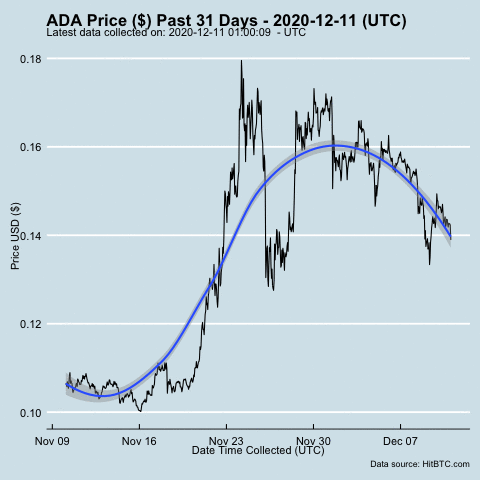 ADA Price ($) Past 31 Days - 2020-12-11 (UTC)
Latest data collected on: 2020-12-11 01:00:09  - UTC
0.18
0.16
0.14
0.12
0.10
Price USD ($)
Nov 09
Nov 16
Nov 23
Nov 30
Dec 07
Date Time Collected (UTC)
Data source: HitBTC.com